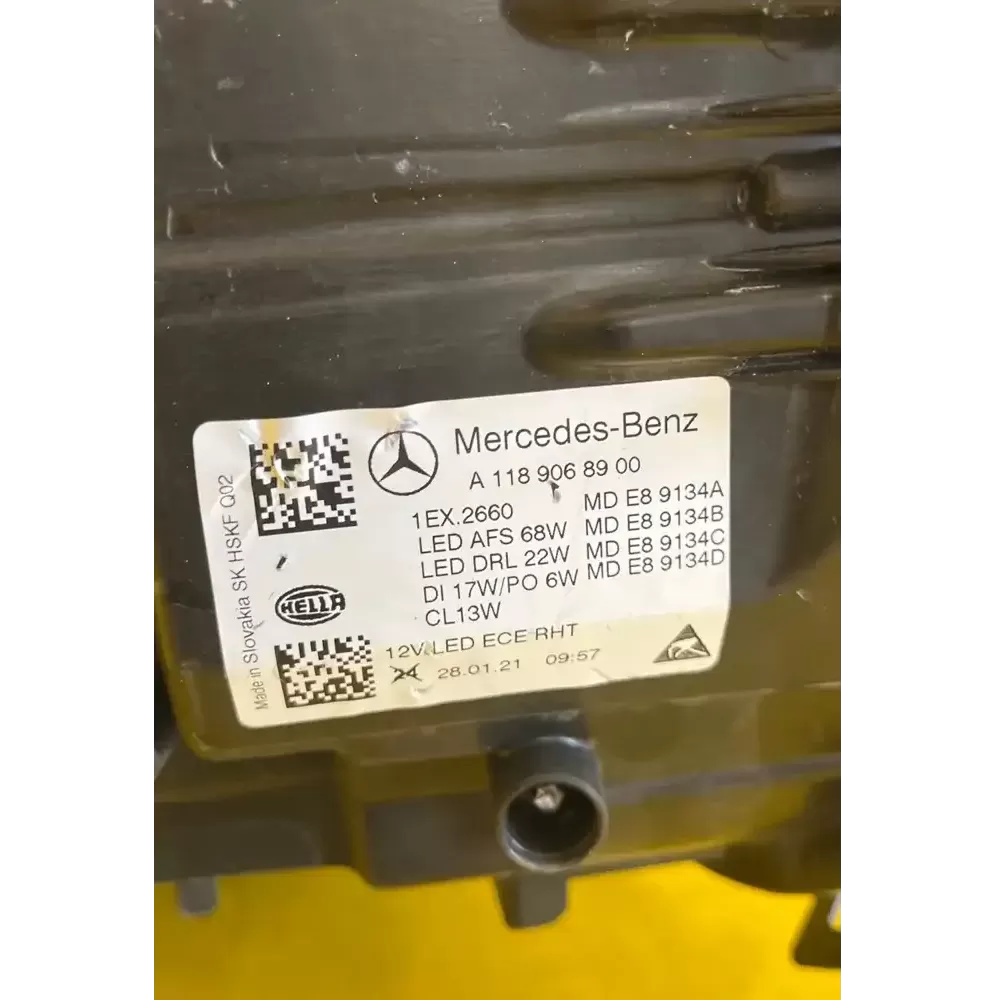 Mercedes-Benz
A 118 906 89 00
1EX.2660 MD E8 9134A
LED AFS 68W MD E8 9134B
LED DRL 22W MD E8 9134C
DI 17W/PO 6W MD E8 9134D
CL13W
12V LED ECE RHT
24 28.01.21 09:57
HELLA
Made in Slovakia SK HSKF Q02